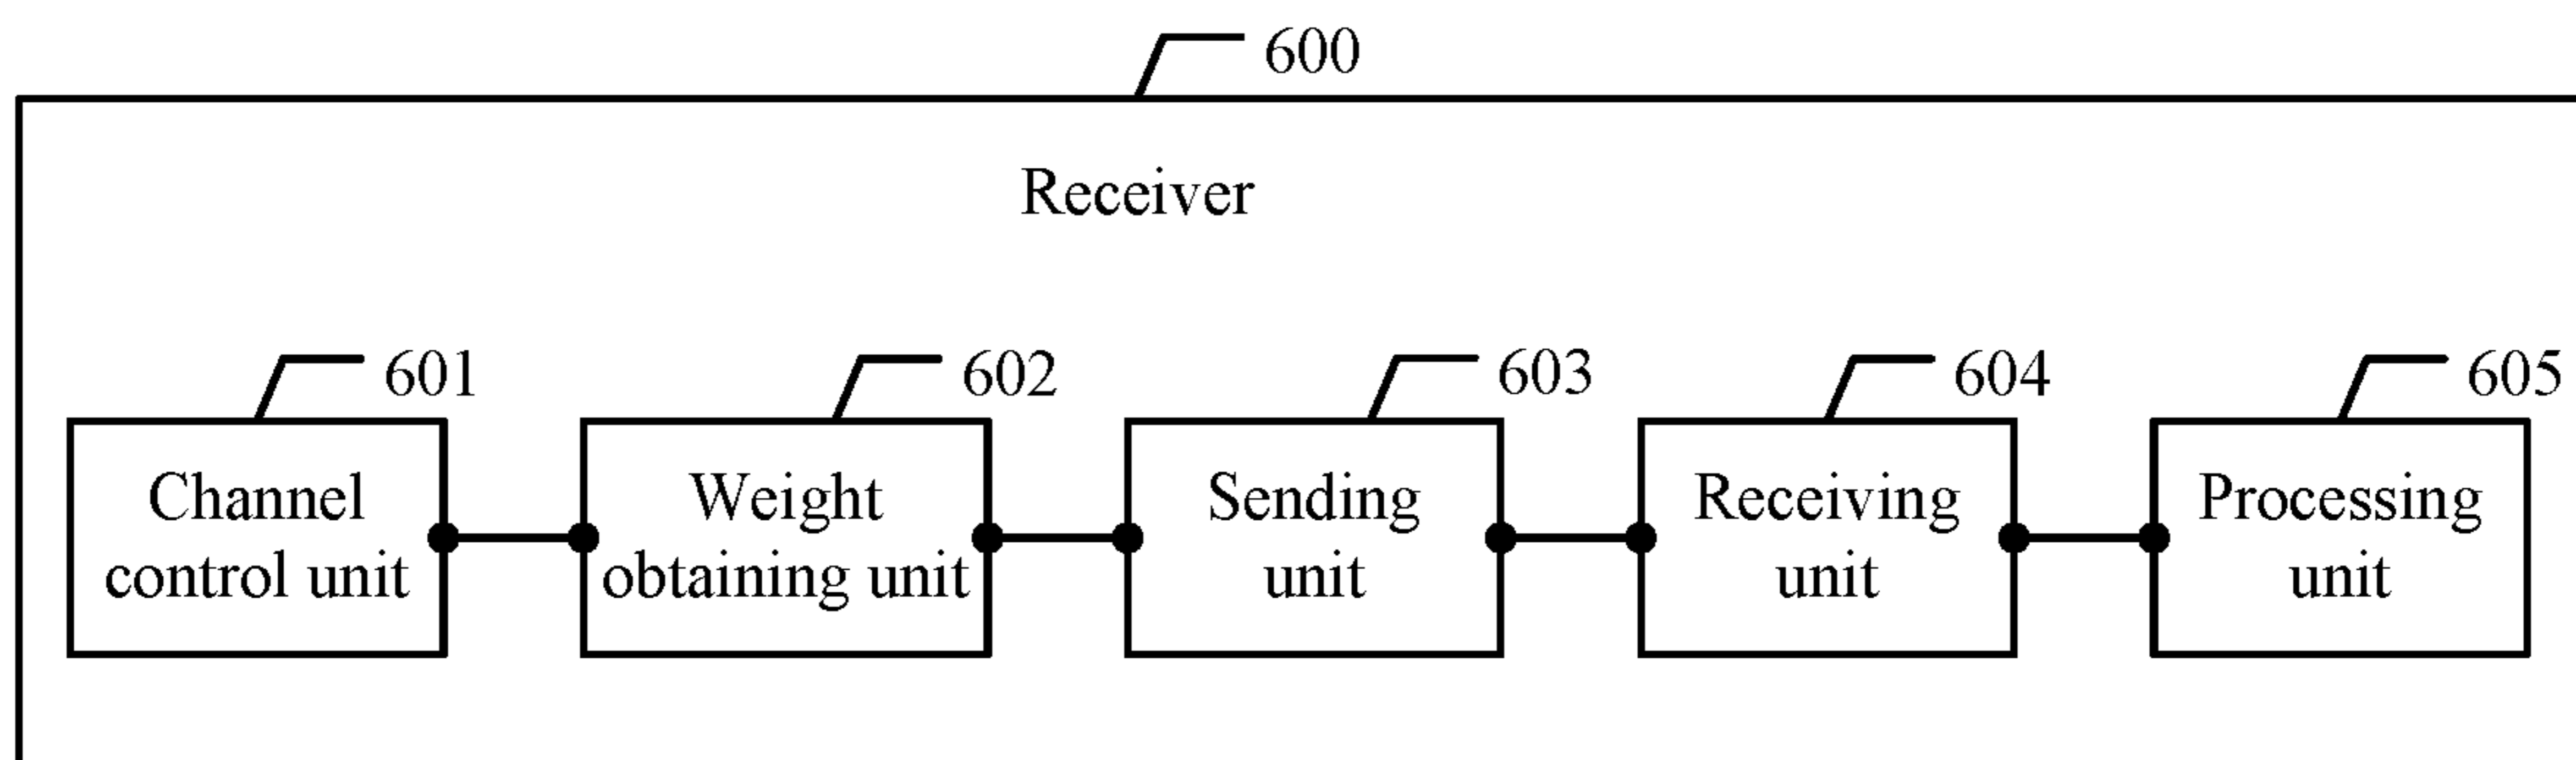 600
Receiver
601
602
603
604
605
Channel
control unit
Weight
obtaining unit
Sending
unit
Receiving
unit
Processing
unit